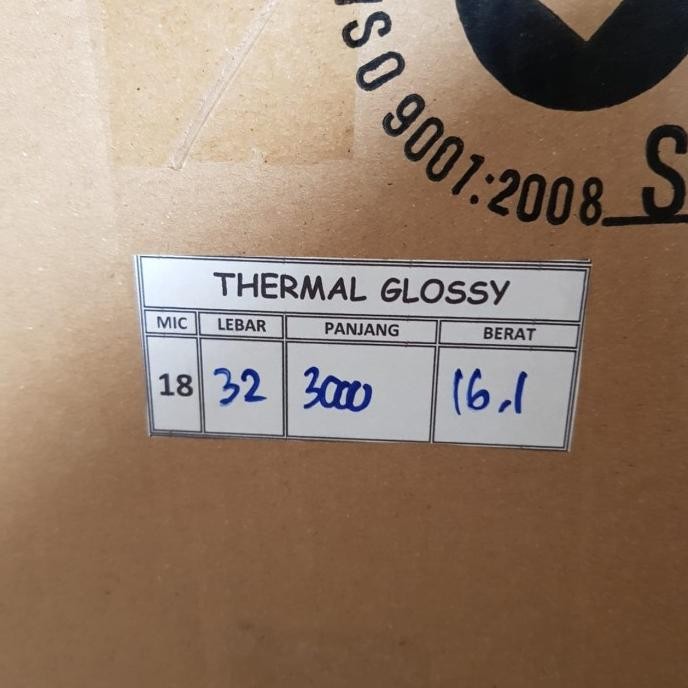 ISO 9001:2008
S
THERMAL GLOSSY
MIC LEBAR PANJANG BERAT
18 32 3000 16,1